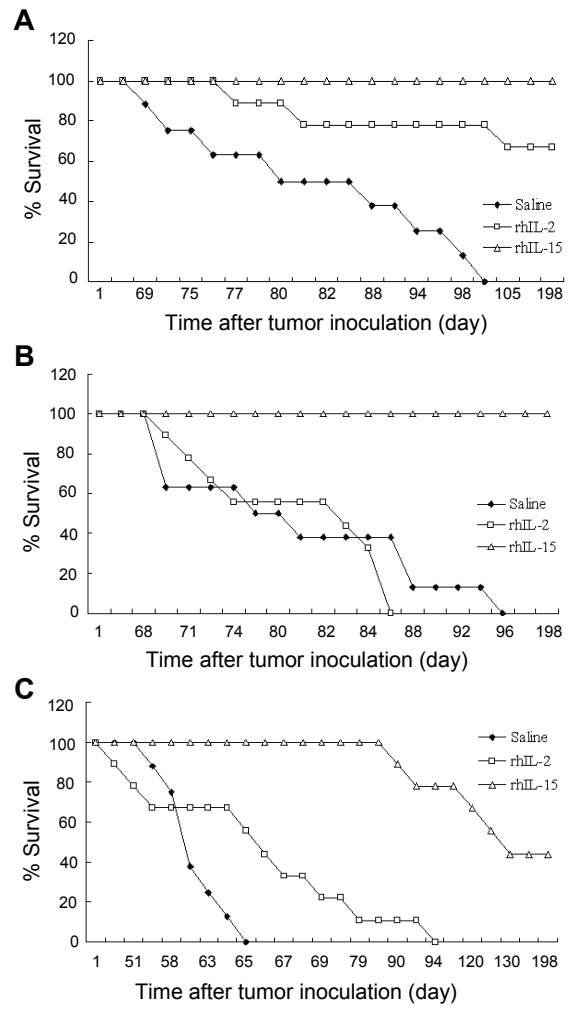 A
120
100
80
60
40
20
0
% Survival
Saline
rhIL-2
rhIL-15
1 69 75 77 80 82 88 94 98 105 198
Time after tumor inoculation (day)
B
120
100
80
60
40
20
0
% Survival
Saline
rhIL-2
rhIL-15
1 68 71 74 80 82 84 88 92 96 198
Time after tumor inoculation (day)
C
120
100
80
60
40
20
0
% Survival
Saline
rhIL-2
rhIL-15
1 51 58 63 65 67 69 79 90 94 120 130 198
Time after tumor inoculation (day)